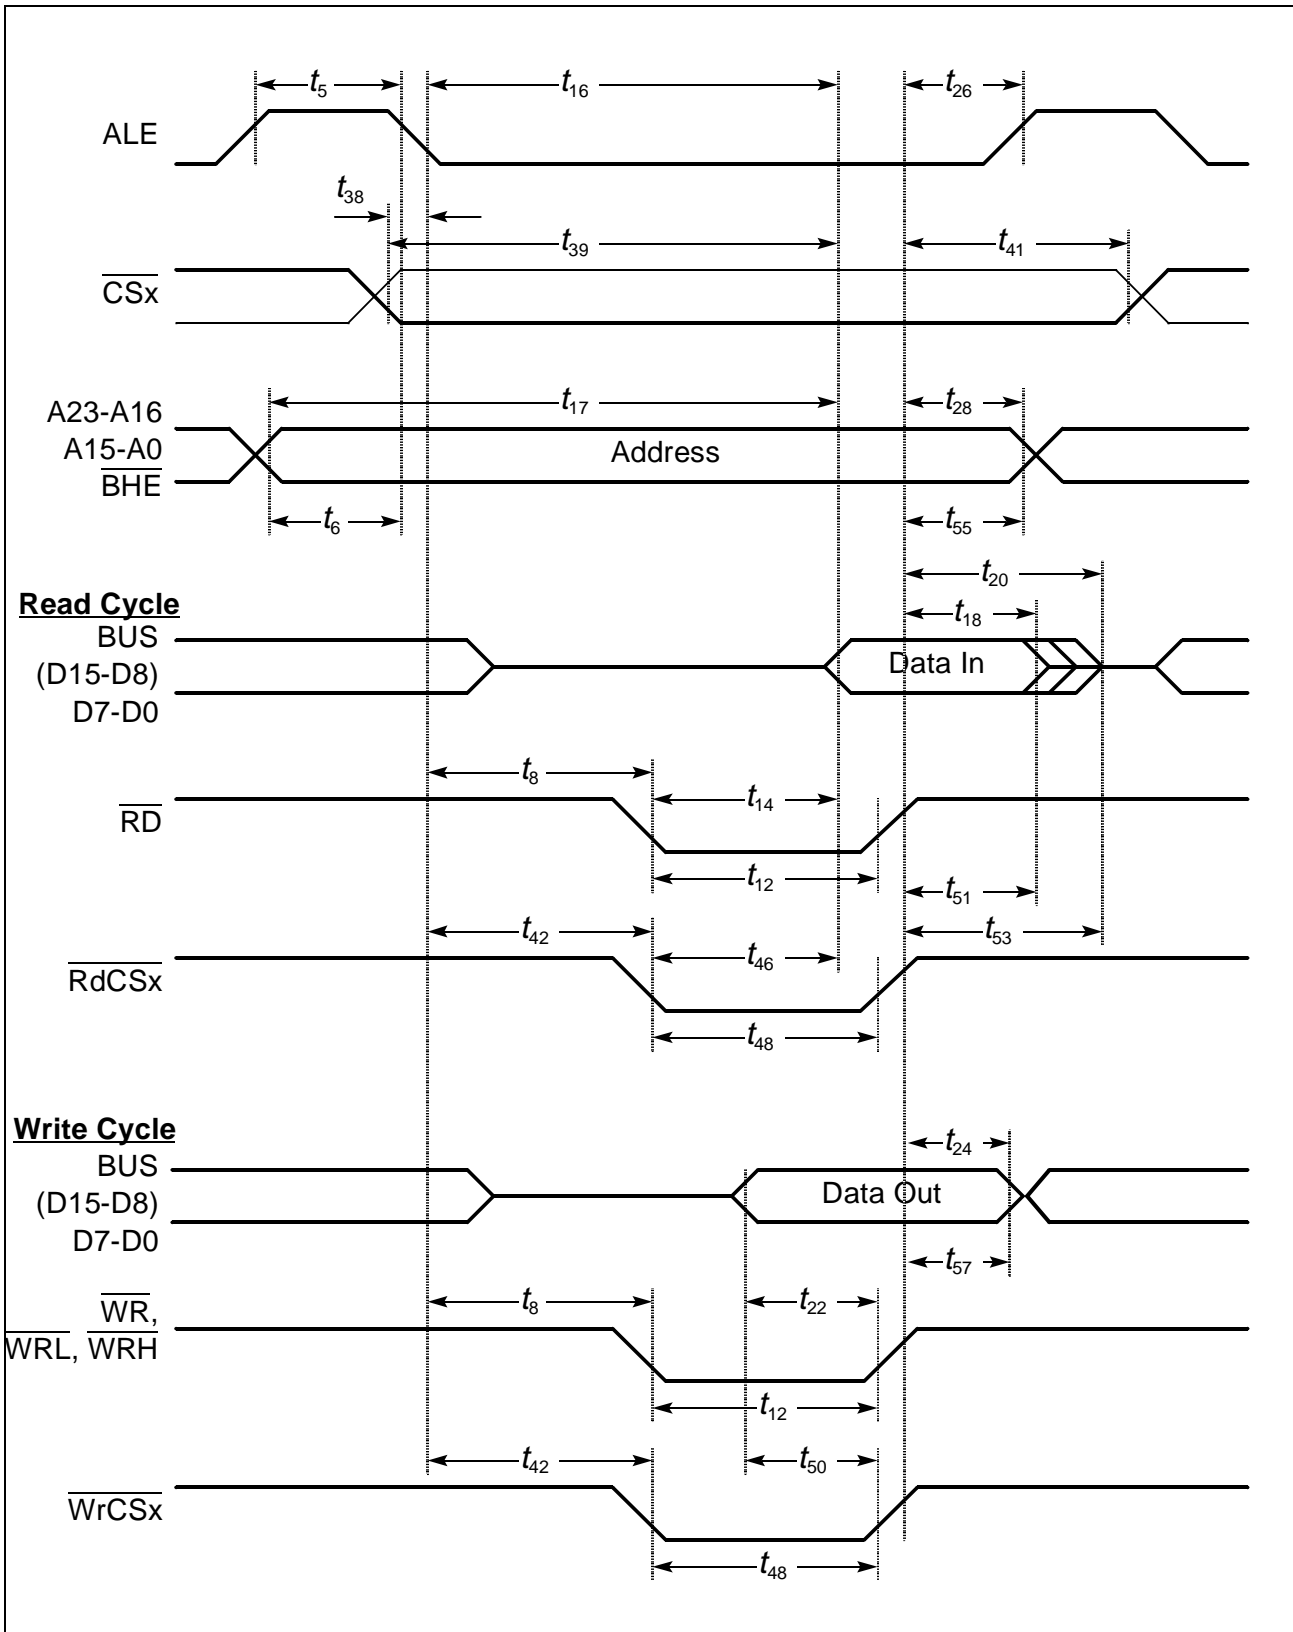 t5 t16 t26
ALE
t38
t39 t41
CSx
t17 t28
A23-A16
A15-A0
BHE
Address
t6 t55
t20
Read Cycle
t18
BUS
(D15-D8)
D7-D0
Data In
t8 t14
RD
t12 t51
t42 t46 t53
RdCSx
t48
Write Cycle
t24
BUS
(D15-D8)
D7-D0
Data Out
t57
t8 t22
WR,
WRL, WRH
t12
t42 t50
WrCSx
t48